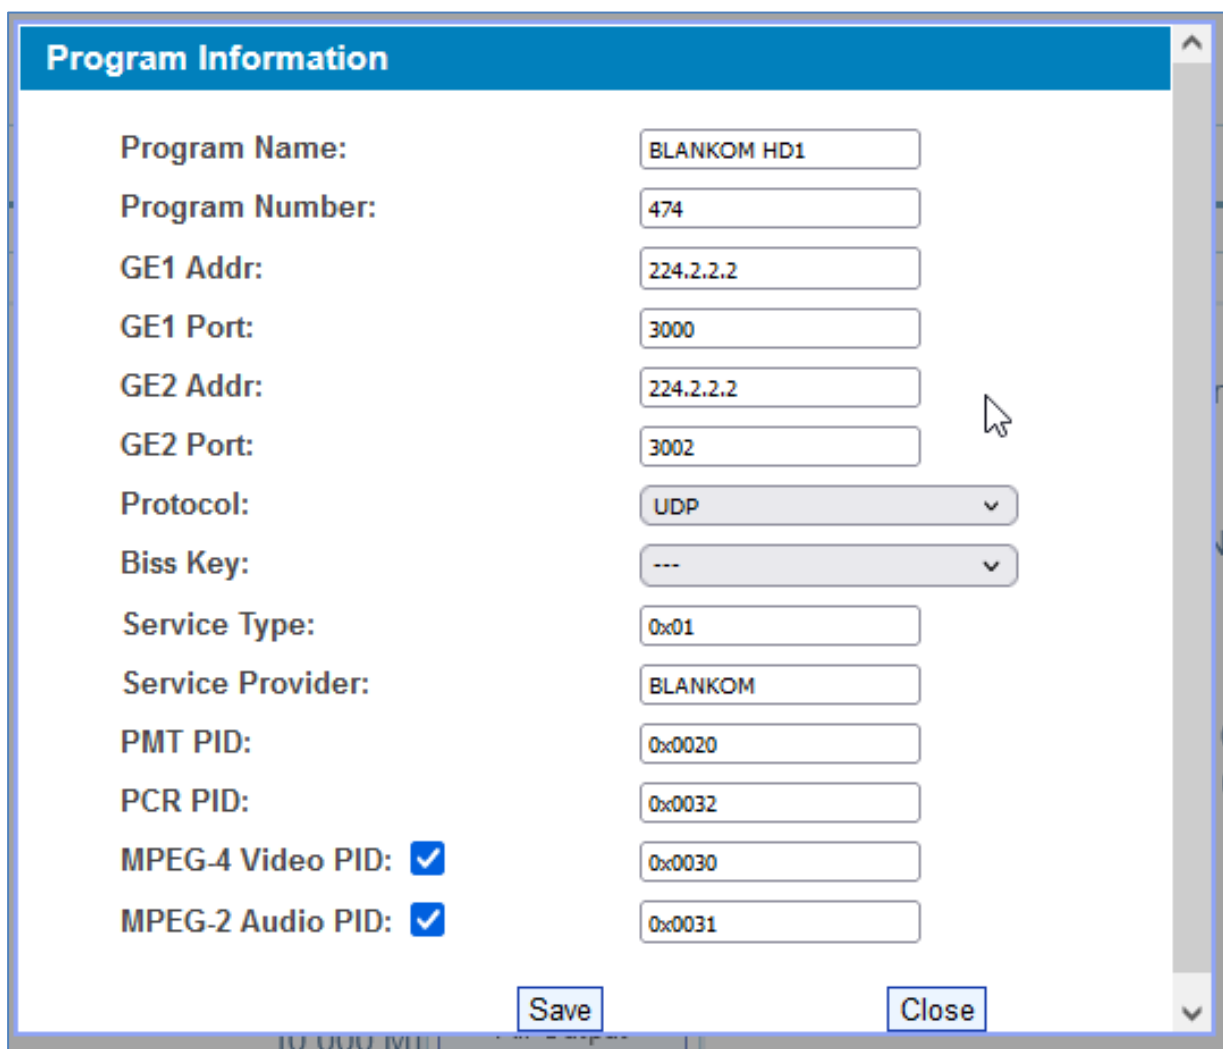 Program Information
Program Name: BLANKOM HD1
Program Number: 474
GE1 Addr: 224.2.2.2
GE1 Port: 3000
GE2 Addr: 224.2.2.2
GE2 Port: 3002
Protocol: UDP
Biss Key: ---
Service Type: 0x01
Service Provider: BLANKOM
PMT PID: 0x0020
PCR PID: 0x0032
MPEG-4 Video PID: 0x0030
MPEG-2 Audio PID: 0x0031
Save Close